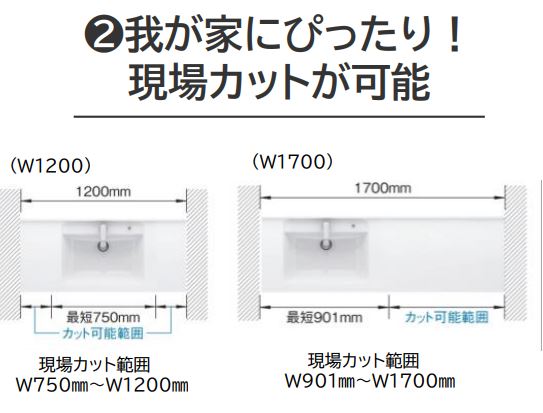 ❷我が家にぴったり！
現場カットが可能
（W1200）
1200mm
最短750mm
カット可能範囲
現場カット範囲
W750㎜～W1200㎜
（W1700）
1700mm
最短901mm
カット可能範囲
現場カット範囲
W901㎜～W1700㎜